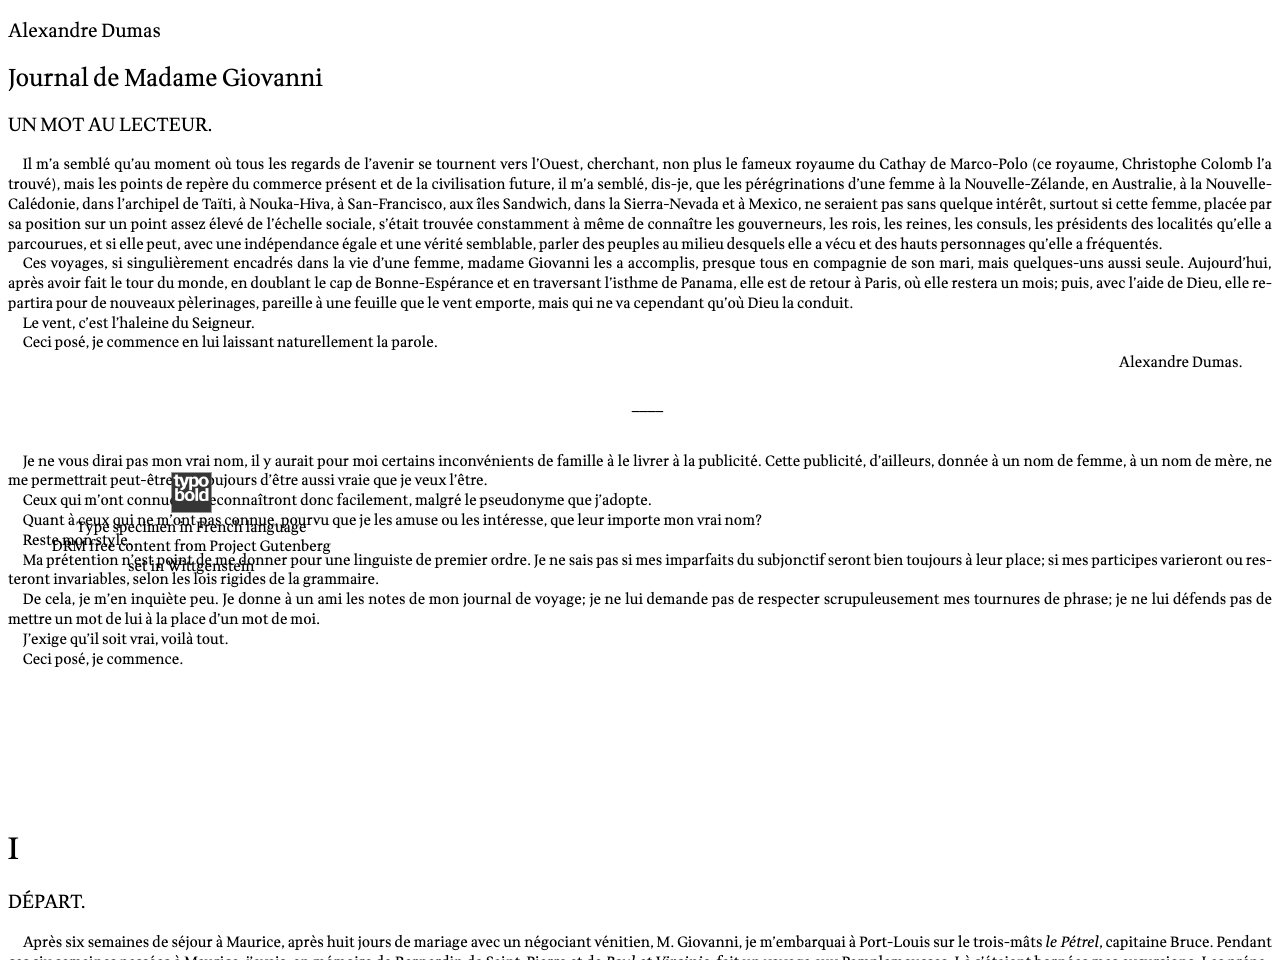 Alexandre Dumas
Journal de Madame Giovanni
UN MOT AU LECTEUR.
Il m’a semblé qu’au moment où tous les regards de l’avenir se tournent vers l’Ouest, cherchant, non plus le fameux royaume du Cathay de Marco-Polo (ce royaume, Christophe Colomb l’a
trouvé), mais les points de repère du commerce présent et de la civilisation future, il m’a semblé, dis-je, que les pérégrinations d’une femme à la Nouvelle-Zélande, en Australie, à la Nouvelle-
Calédonie, dans l’archipel de Taïti, à Nouka-Hiva, à San-Francisco, aux îles Sandwich, dans la Sierra-Nevada et à Mexico, ne seraient pas sans quelque intérêt, surtout si cette femme, placée par
sa position sur un point assez élevé de l’échelle sociale, s’était trouvée constamment à même de connaître les gouverneurs, les rois, les reines, les consuls, les présidents des localités qu’elle a
parcourues, et si elle peut, avec une indépendance égale et une vérité semblable, parler des peuples au milieu desquels elle a vécu et des hauts personnages qu’elle a fréquentés.
Ces voyages, si singulièrement encadrés dans la vie d’une femme, madame Giovanni les a accomplis, presque tous en compagnie de son mari, mais quelques-uns aussi seule. Aujourd’hui,
après avoir fait le tour du monde, en doublant le cap de Bonne-Espérance et en traversant l’isthme de Panama, elle est de retour à Paris, où elle restera un mois; puis, avec l’aide de Dieu, elle re-
partira pour de nouveaux pèlerinages, pareille à une feuille que le vent emporte, mais qui ne va cependant qu’où Dieu la conduit.
Le vent, c’est l’haleine du Seigneur.
Ceci posé, je commence en lui laissant naturellement la parole.
Alexandre Dumas.
Je ne vous dirai pas mon vrai nom, il y aurait pour moi certains inconvénients de famille à le livrer à la publicité. Cette publicité, d’ailleurs, donnée à un nom de femme, à un nom de mère, ne
me permettrait peut-être toujours d’être aussi vraie que je veux l’être.
typo
bold
Ceux qui m’ont reconnaîtront donc facilement, malgré le pseudonyme que j’adopte.
Quant à ceux qui ne m’ont pas connue, pourvu que je les amuse ou les intéresse, que leur importe mon vrai nom?
Type specimen in French language
Reste mon style.
DRM free content from Project Gutenberg
Ma prétention n’est point de me donner pour une linguiste de premier ordre. Je ne sais pas si mes imparfaits du subjonctif seront bien toujours à leur place; si mes participes varieront ou res-
set in Wittgenstein
teront invariables, selon les lois rigides de la grammaire.
De cela, je m’en inquiète peu. Je donne à un ami les notes de mon journal de voyage; je ne lui demande pas de respecter scrupuleusement mes tournures de phrase; je ne lui défends pas de
mettre un mot de lui à la place d’un mot de moi.
J’exige qu’il soit vrai, voilà tout.
Ceci posé, je commence.
I
DÉPART.
Après six semaines de séjour à Maurice, après huit jours de mariage avec un négociant vénitien, M. Giovanni, je m’embarquai à Port-Louis sur le trois-mâts le Pétrel, capitaine Bruce. Pendant